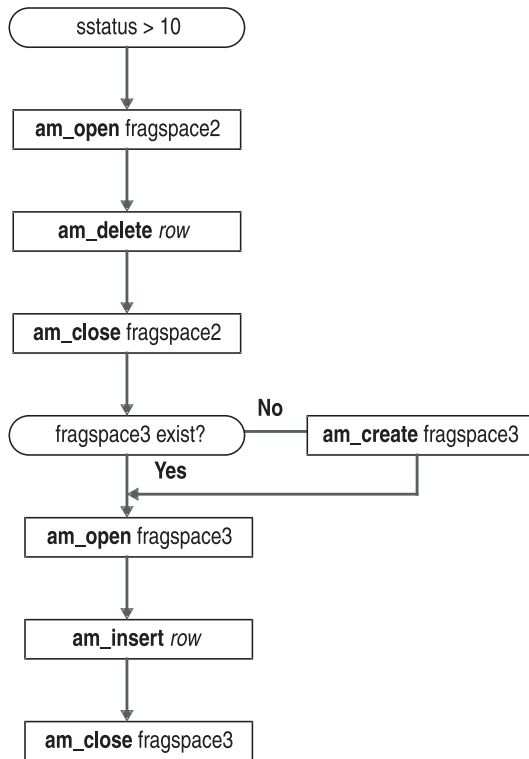 sstatus > 10
am_open fragspace2
am_delete row
am_close fragspace2
No
fragspace3 exist?
am_create fragspace3
Yes
am_open fragspace3
am_insert row
am_close fragspace3